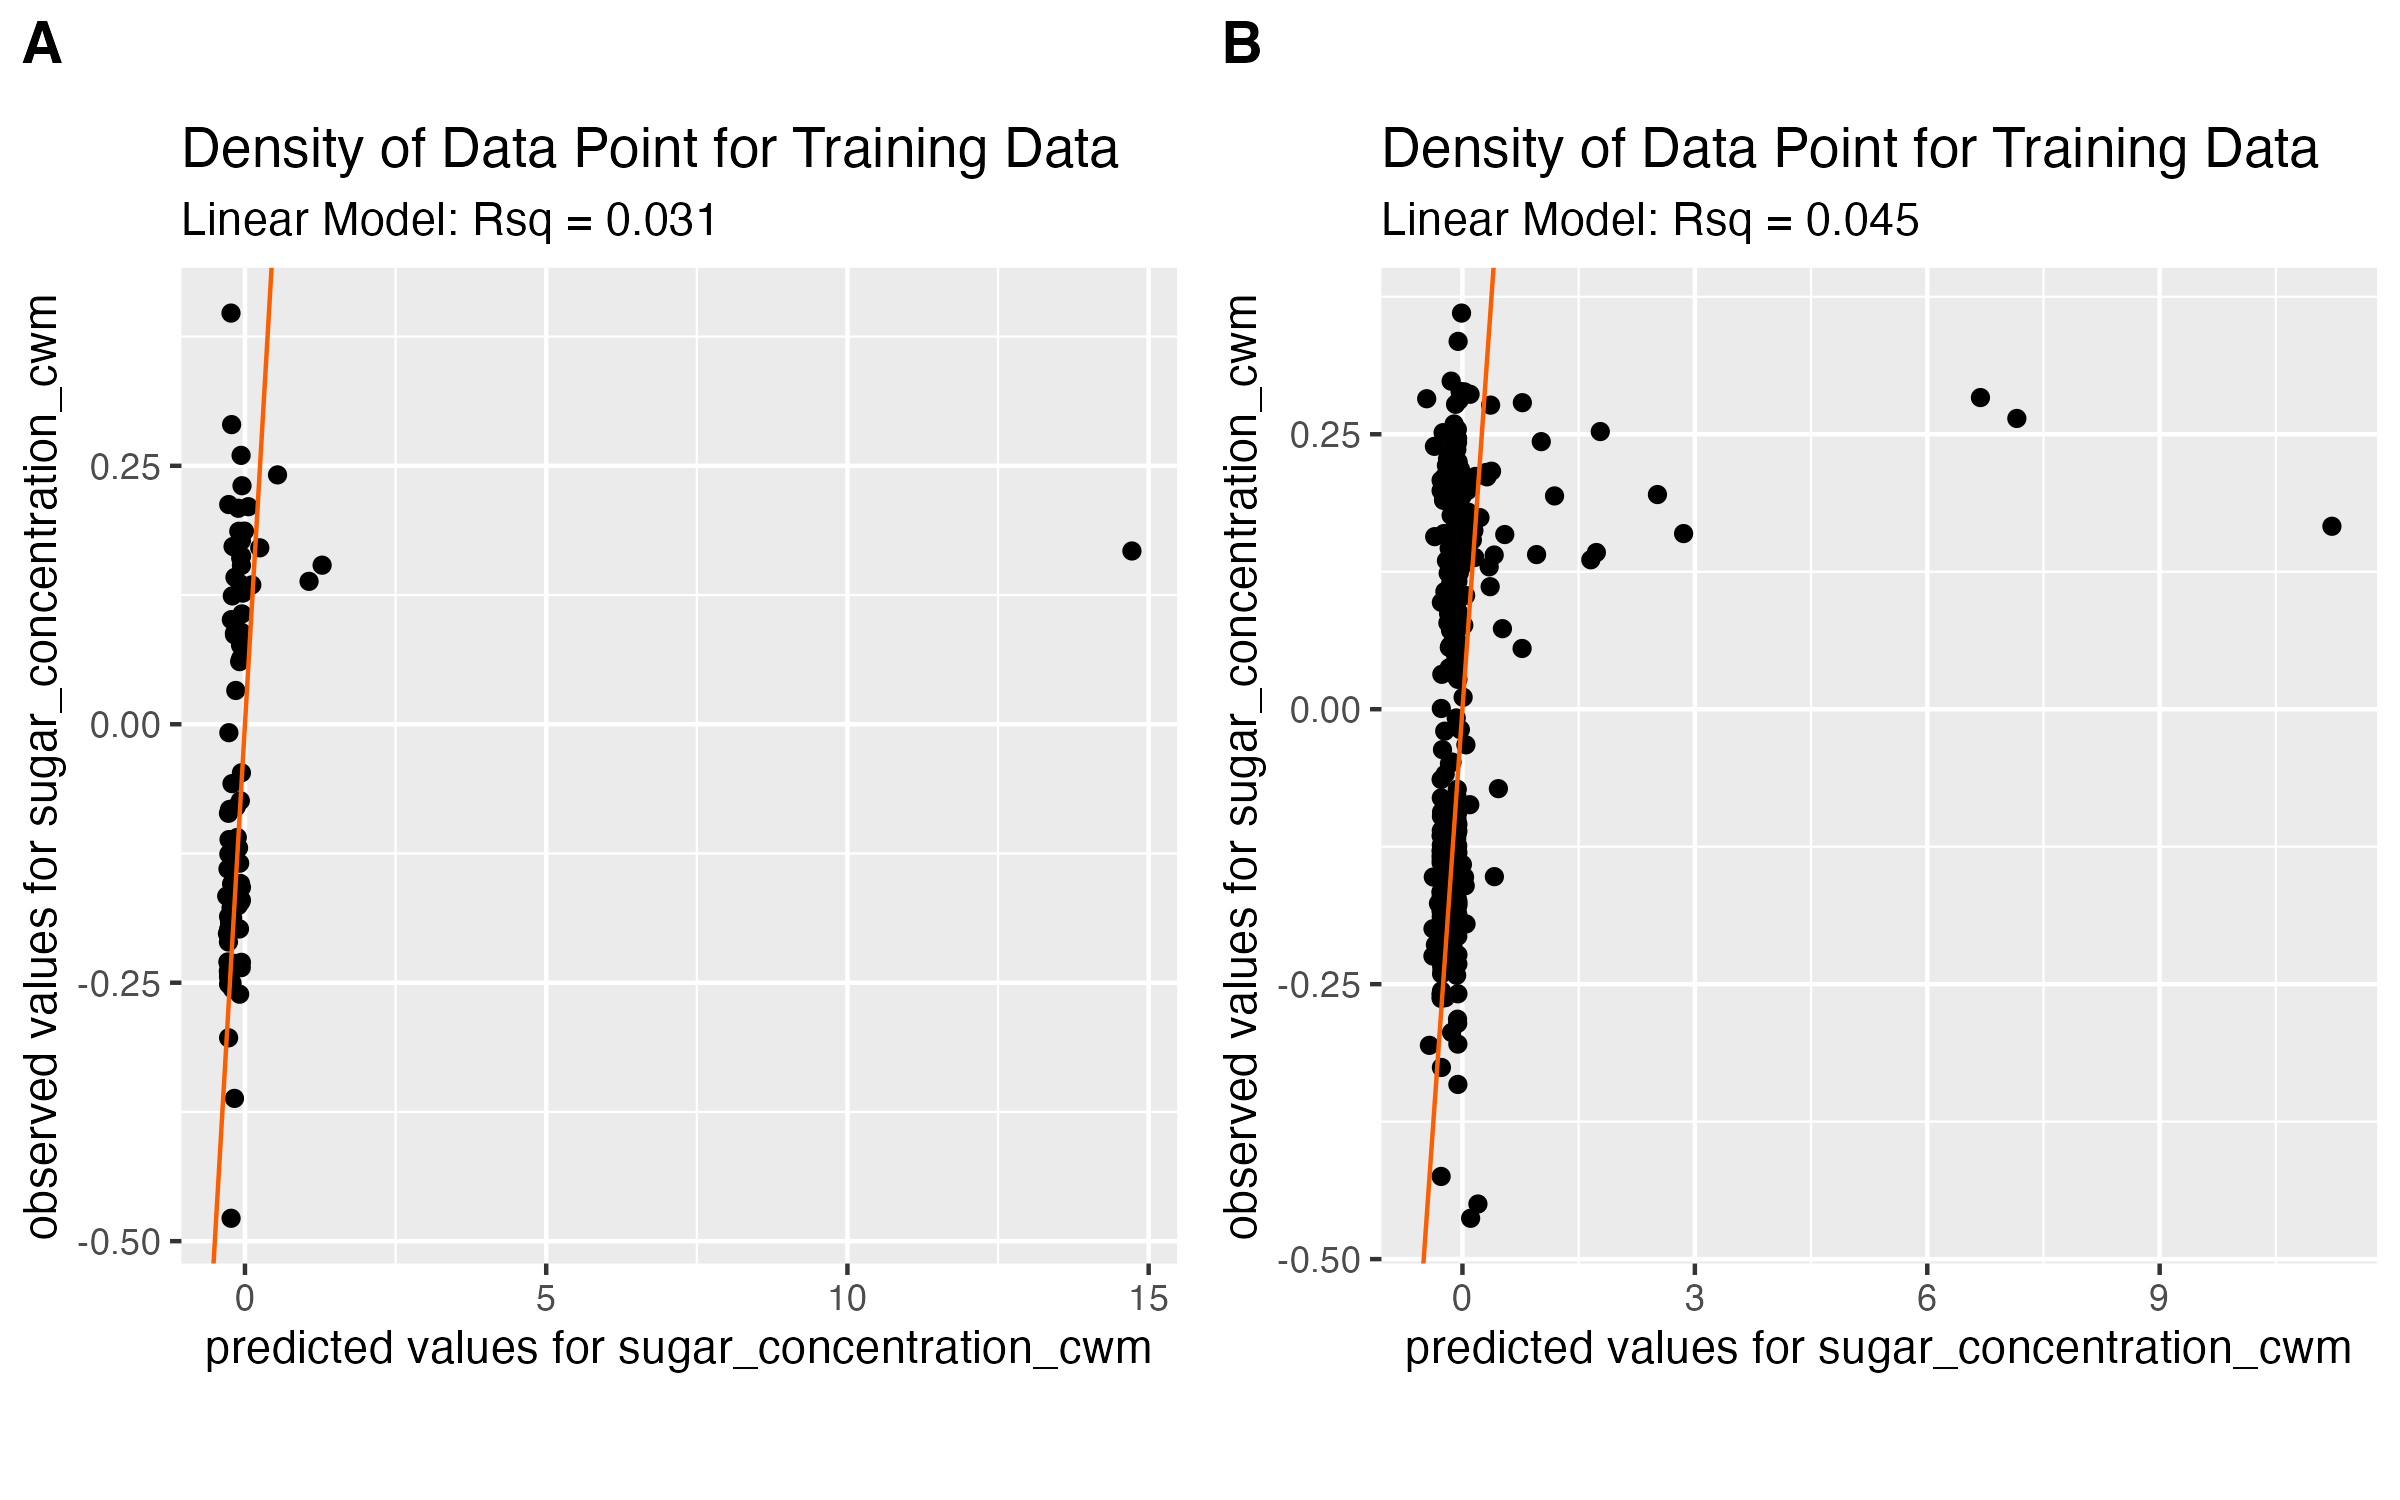 A
Density of Data Point for Training Data
Linear Model: Rsq = 0.031
observed values for sugar_concentration_cwm
0.25
0.00
-0.25
-0.50
0
5
10
15
predicted values for sugar_concentration_cwm
B
Density of Data Point for Training Data
Linear Model: Rsq = 0.045
observed values for sugar_concentration_cwm
0.25
0.00
-0.25
-0.50
0
3
6
9
predicted values for sugar_concentration_cwm